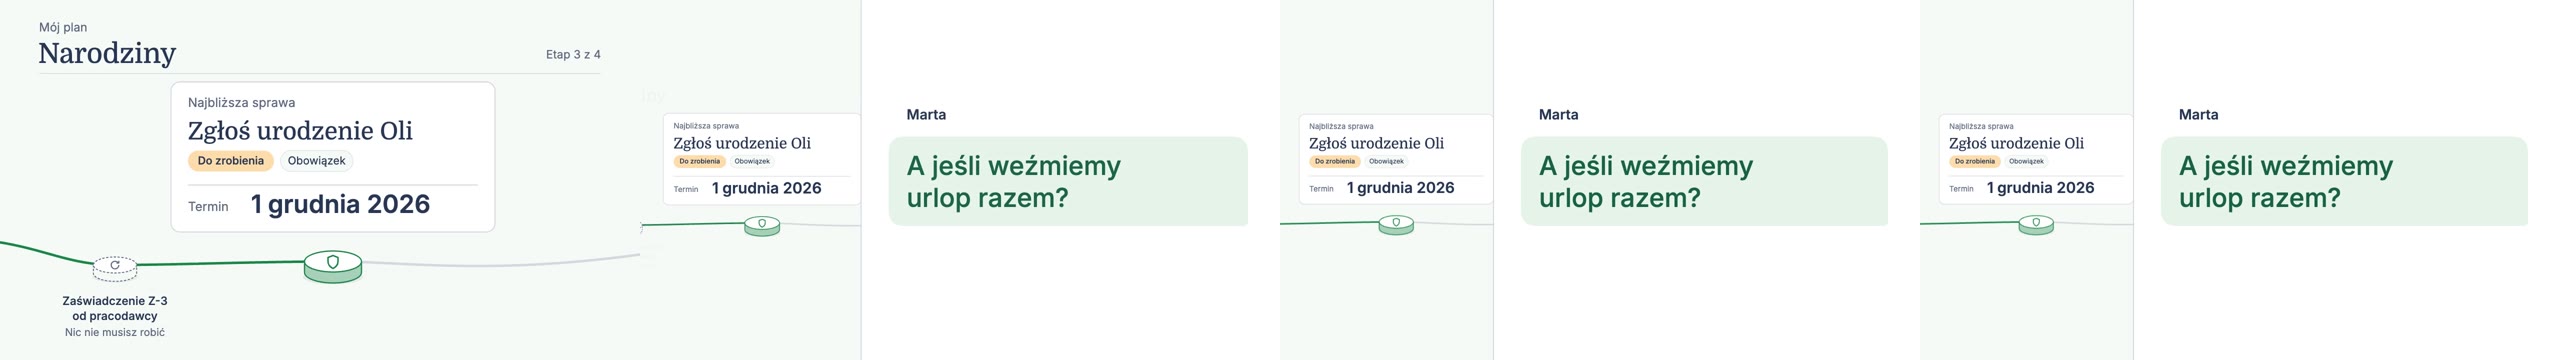 Mój plan
Narodziny
Etap 3 z 4
Najbliższa sprawa
Zgłoś urodzenie Oli
Do zrobienia
Obowiązek
Termin 1 grudnia 2026
Zaświadczenie Z-3
od pracodawcy
Nic nie musisz robić
Najbliższa sprawa
Zgłoś urodzenie Oli
Do zrobienia
Obowiązek
Termin 1 grudnia 2026
Marta
A jeśli weźmiemy
urlop razem?
Najbliższa sprawa
Zgłoś urodzenie Oli
Do zrobienia
Obowiązek
Termin 1 grudnia 2026
Marta
A jeśli weźmiemy
urlop razem?
Najbliższa sprawa
Zgłoś urodzenie Oli
Do zrobienia
Obowiązek
Termin 1 grudnia 2026
Marta
A jeśli weźmiemy
urlop razem?